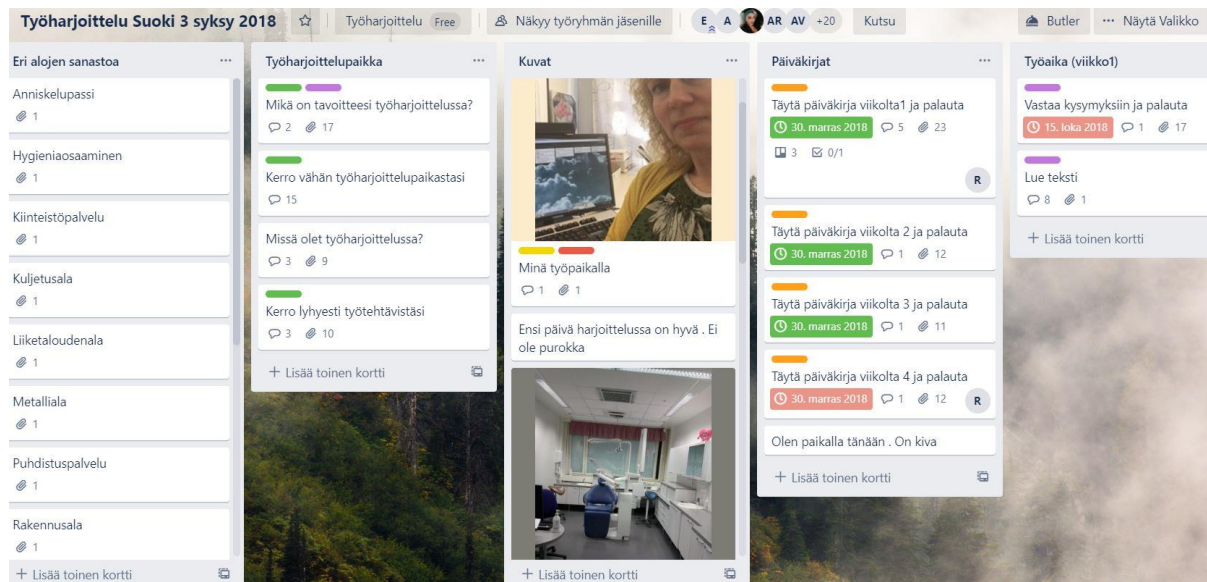 Työharjoittelu Suoki 3 syksy 2018
Työharjoittelu Free
Näkyy työryhmän jäsenille
E A AR AV +20
Kutsu
Butler
Näytä Valikko
Eri alojen sanastoa
Anniskelupassi
1
Hygieniaosaaminen
1
Kiinteistöpalvelu
1
Kuljetusala
1
Liiketaloudenala
1
Metalliala
1
Puhdistuspalvelu
1
Rakennusala
1
+ Lisää toinen kortti
Työharjoittelupaikka
Mikä on tavoitteesi työharjoittelussa?
2 17
Kerro vähän työharjoittelupaikastasi
15
Missä olet työharjoittelussa?
3 9
Kerro lyhyesti työtehtävistäsi
3 10
+ Lisää toinen kortti
Kuvat
Minä työpaikalla
1 1
Ensi päivä harjoittelussa on hyvä . Ei
ole purokka
+ Lisää toinen kortti
Päiväkirjat
Täytä päiväkirja viikolta1 ja palauta
30. marras 2018 5 23
3 0/1
R
Täytä päiväkirja viikolta 2 ja palauta
30. marras 2018 1 12
Täytä päiväkirja viikolta 3 ja palauta
30. marras 2018 1 11
Täytä päiväkirja viikolta 4 ja palauta
30. marras 2018 1 12 R
Olen paikalla tänään . On kiva
+ Lisää toinen kortti
Työaika (viikko1)
Vastaa kysymyksiin ja palauta
15. loka 2018 1 17
Lue teksti
8 1
+ Lisää toinen kortti